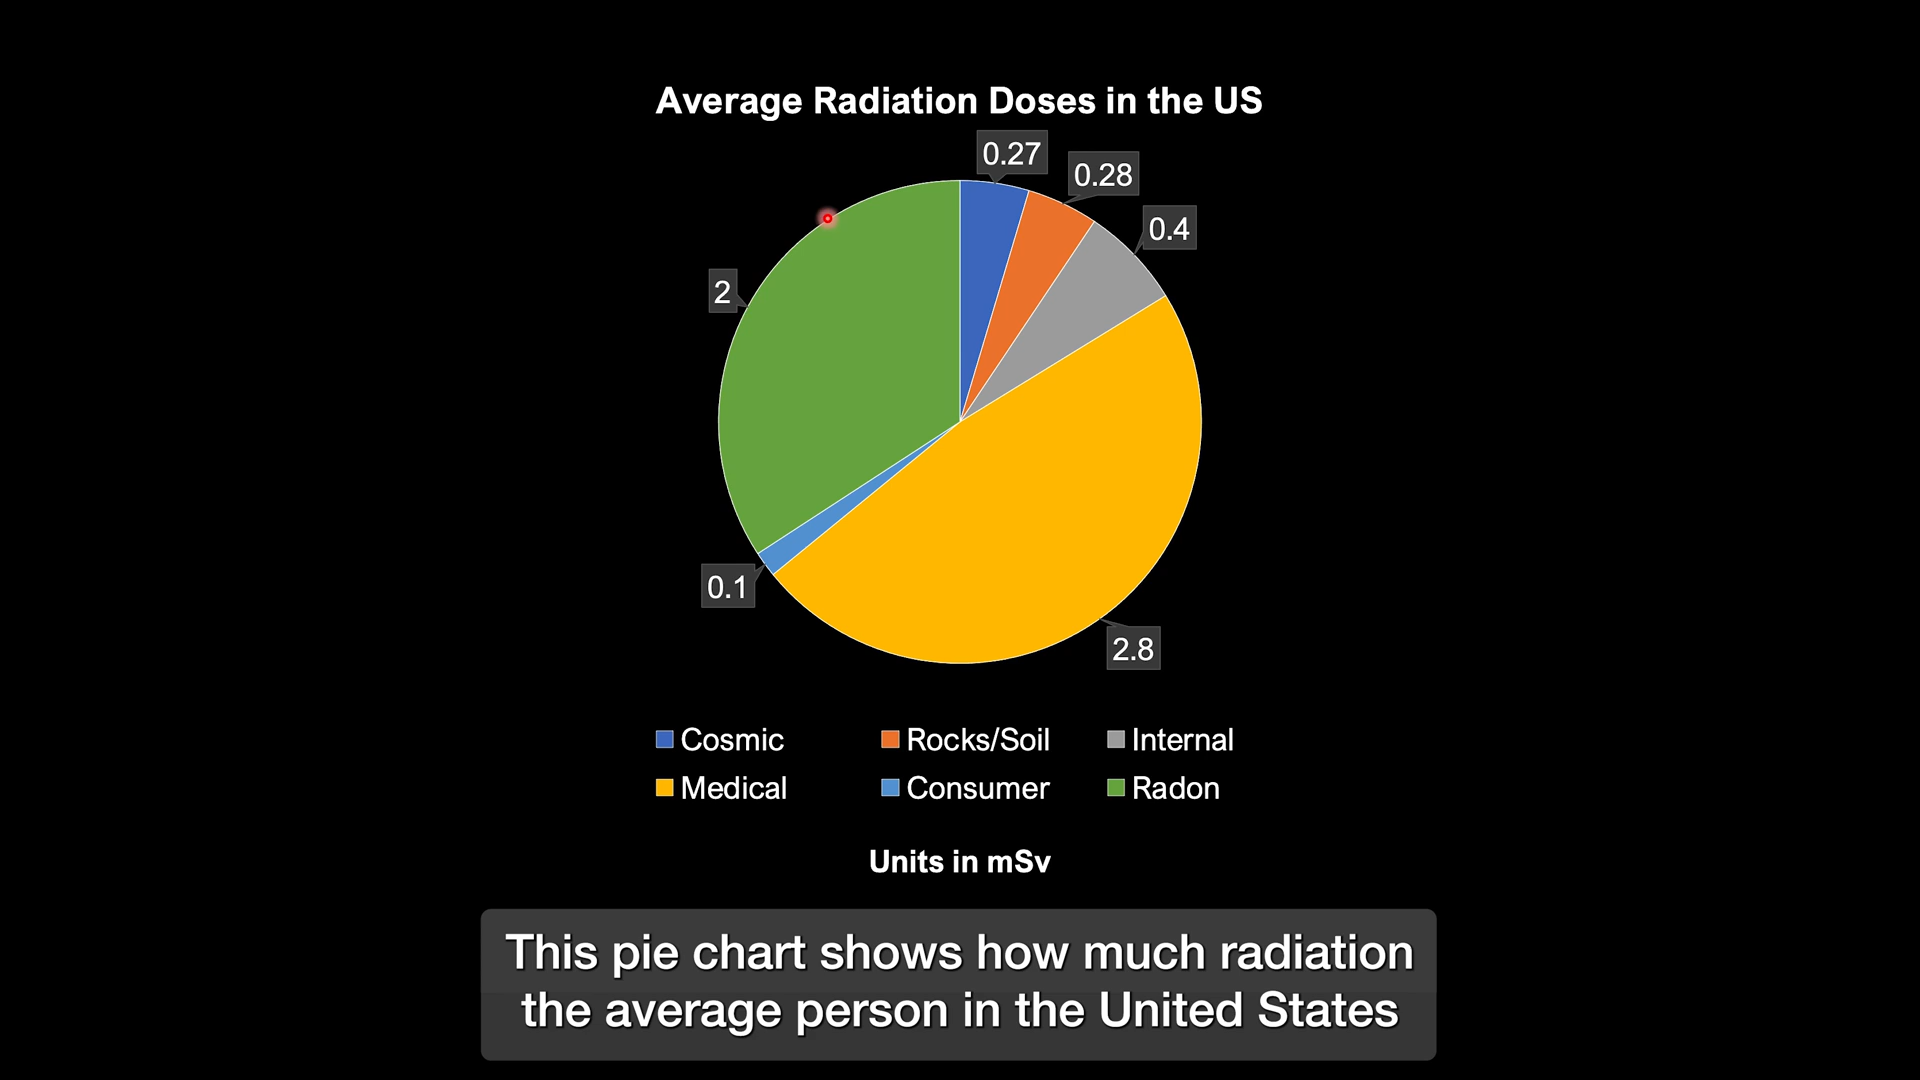 Average Radiation Doses in the US
0.27
0.28
0.4
2
0.1
2.8
Cosmic Rocks/Soil Internal
Medical Consumer Radon
Units in mSv
This pie chart shows how much radiation
the average person in the United States